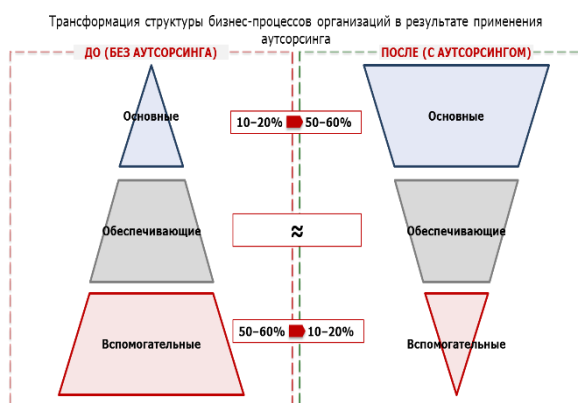 Трансформация структуры бизнес-процессов организаций в результате применения
аутсорсинга
ДО (БЕЗ АУТСОРСИНГА)
ПОСЛЕ (С АУТСОРСИНГОМ)
Основные
10–20% 50–60%
Основные
Обеспечивающие
≈
Обеспечивающие
Вспомогательные
50–60% 10–20%
Вспомогательные